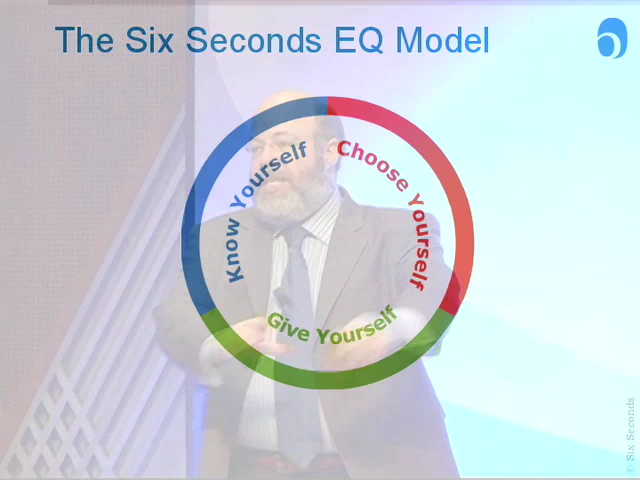 The Six Seconds EQ Model
Know Yourself
Choose Yourself
Give Yourself
© Six Seconds